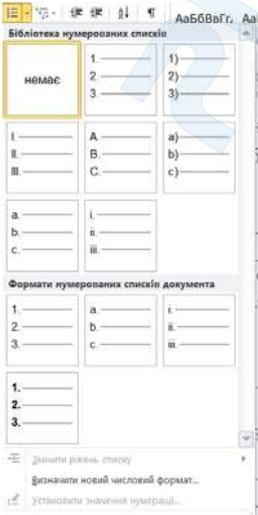 АаБбВвГг, Аа
Бібліотека нумерованих списків
немає
1.
2.
3.
1)
2)
3)
I.
II.
III.
A.
B.
C.
a)
b)
c)
a.
b.
c.
i.
ii.
iii.
Формати нумерованих списків документа
1.
2.
3.
a.
b.
c.
i.
ii.
iii.
1.
2.
3.
Змінити рівень списку
Визначити новий числовий формат...
Установити значення нумерації...